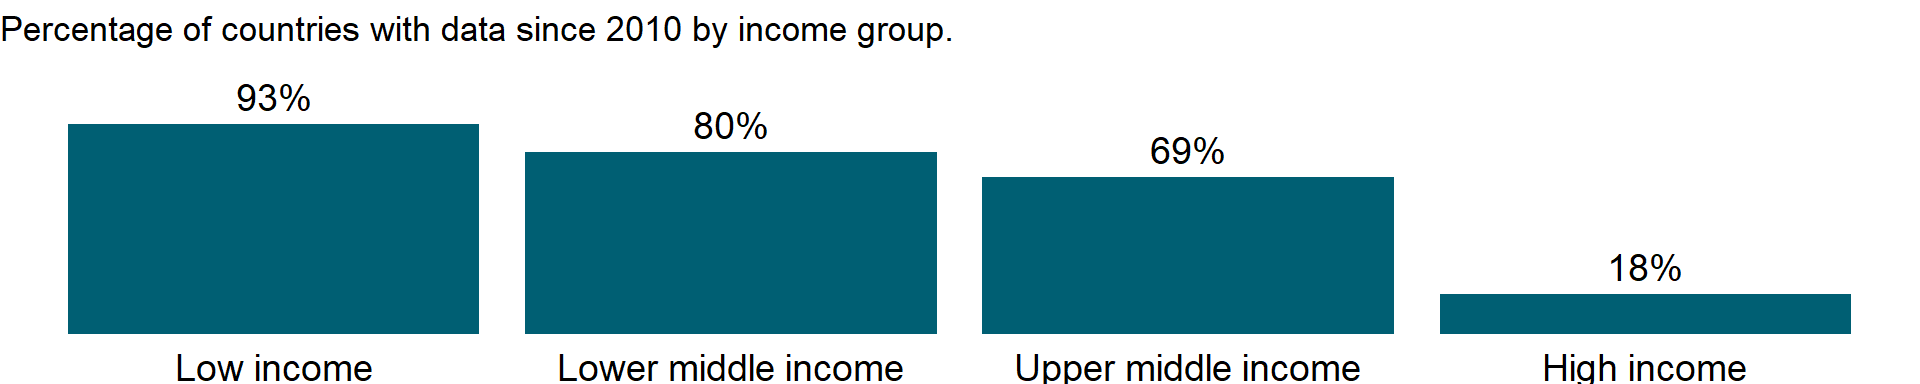 Percentage of countries with data since 2010 by income group.
93%
80%
69%
18%
Low income
Lower middle income
Upper middle income
High income